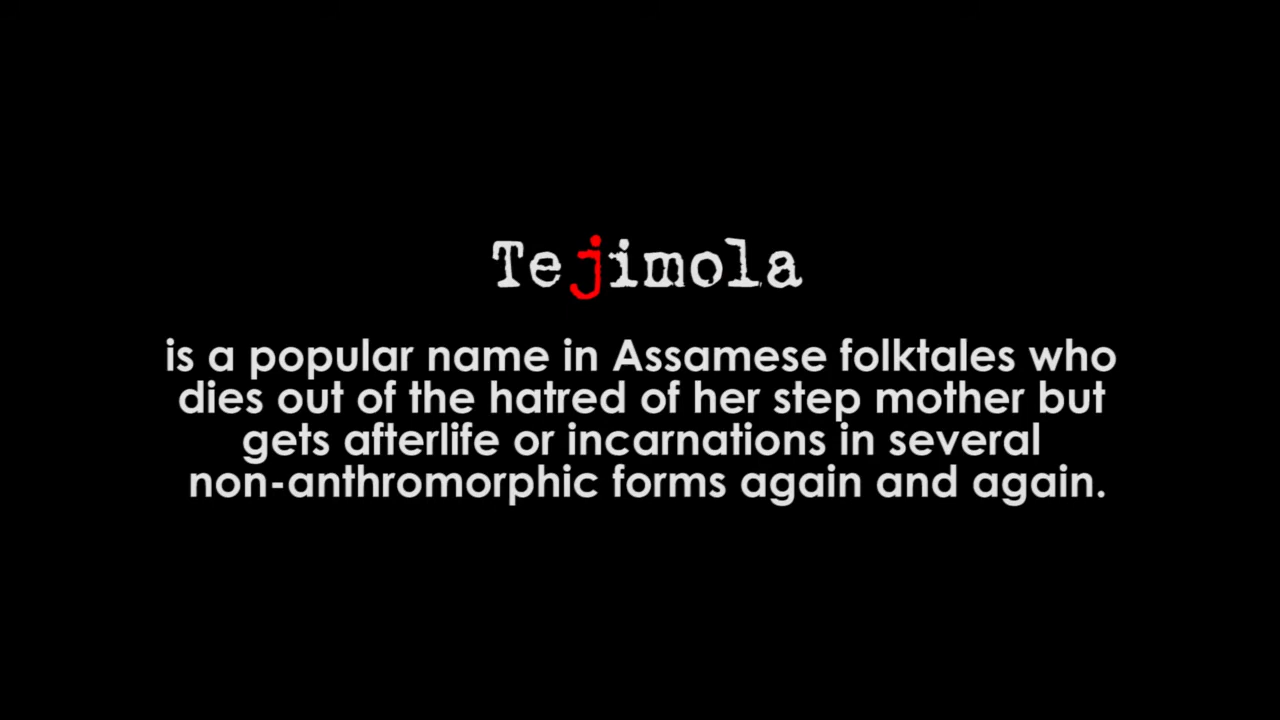 Tejimola
is a popular name in Assamese folktales who
dies out of the hatred of her step mother but
gets afterlife or incarnations in several
non-anthromorphic forms again and again.